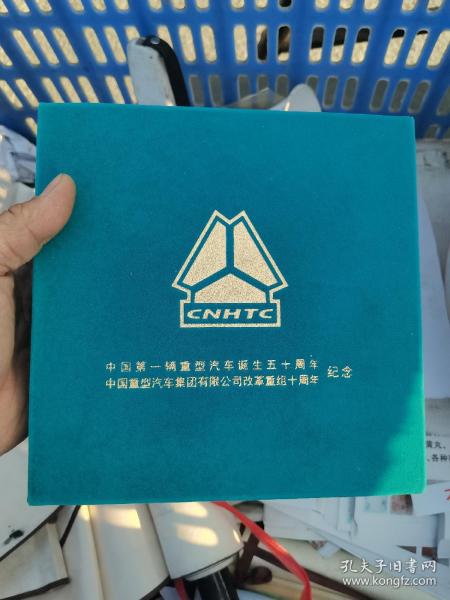 CNHTC
中国第一辆重型汽车诞生五十周年
中国重型汽车集团有限公司改革重组十周年
纪念
孔夫子旧书网
www.kongfz.com